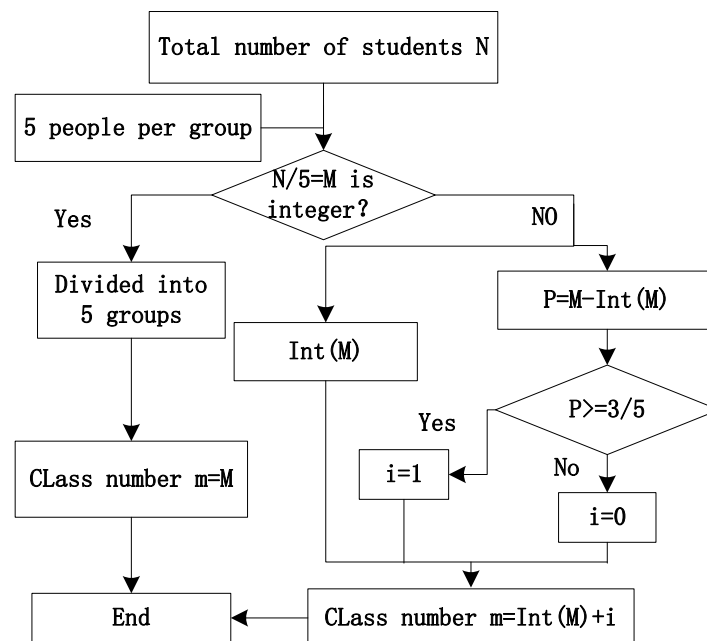 Total number of students N
5 people per group
N/5=M is
integer?
Yes
NO
Divided into
5 groups
P=M-Int(M)
Int(M)
P>=3/5
Yes
CLass number m=M
i=1
No
i=0
End
CLass number m=Int(M)+i